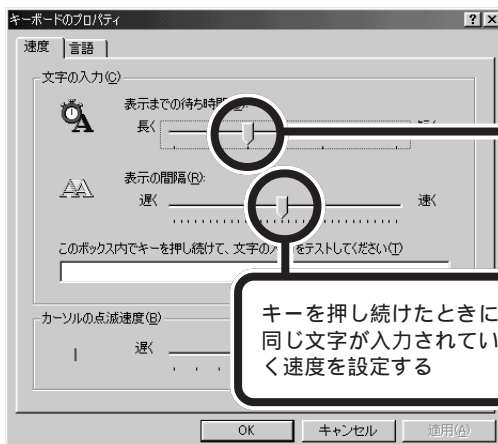 キーボードのプロパティ
速度 言語
文字の入力(C)
表示までの待ち時間
長く
表示の間隔(R):
遅く 速く
このボックス内でキーを押し続けて、文字の をテストしてください(T)
カーソルの点滅速度(B)
遅く
キーを押し続けたときに
同じ文字が入力されてい
く速度を設定する
OK キャンセル 適用(A)